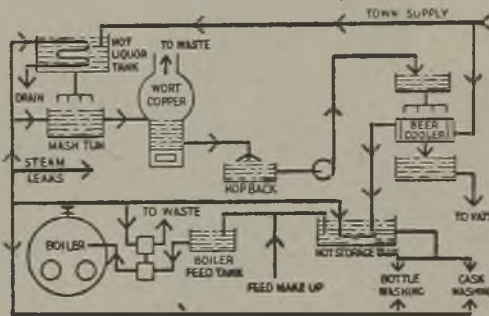 TOWN SUPPLY
HOT
LIQUOR
TANK
TO WASTE
DRAIN
WORT
COPPER
MASH TUN
BEER
COOLER
STEAM
LEAKS
HOP BACK
TO WASTE
TO VATS
BOILER
BOILER
FEED TANK
HOT STORAGE
FEED MAKE UP
BOTTLE
WASHING
CASK
WASHING